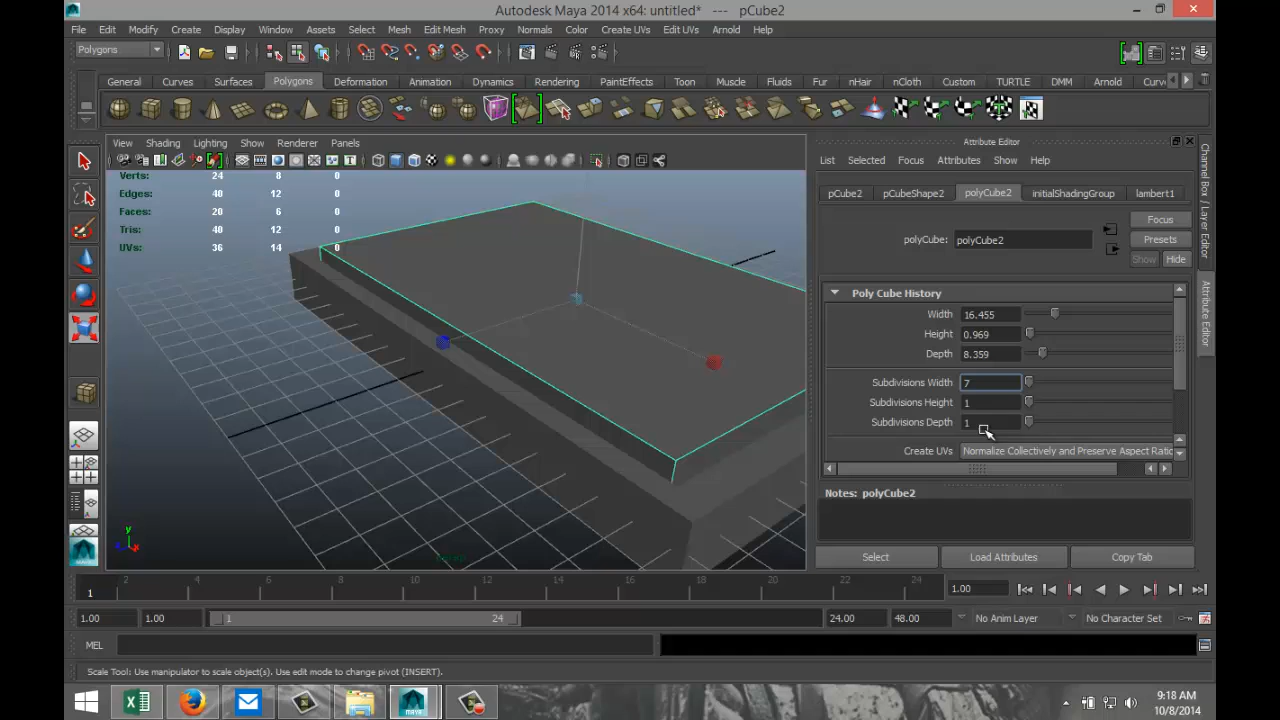 Autodesk Maya 2014 x64: untitled* --- pCube2
File Edit Modify Create Display Window Assets Select Mesh Edit Mesh Proxy Normals Color Create UVs Edit UVs Arnold Help
Polygons
General Curves Surfaces Polygons Deformation Animation Dynamics Rendering PaintEffects Toon Muscle Fluids Fur nHair nCloth Custom TURTLE DMM Arnold Curv
View Shading Lighting Show Renderer Panels
Verts: 24 8 0
Edges: 40 12 0
Faces: 20 6 0
Tris: 40 12 0
UVs: 36 14 0
y
x
z
Attribute Editor
List Selected Focus Attributes Show Help
pCube2 pCubeShape2 polyCube2 initialShadingGroup lambert1
Focus
polyCube: polyCube2
Presets
Show Hide
Poly Cube History
Width 16.455
Height 0.969
Depth 8.359
Subdivisions Width 7
Subdivisions Height 1
Subdivisions Depth 1
Create UVs Normalize Collectively and Preserve Aspect Ratio
Notes: polyCube2
Select Load Attributes Copy Tab
Channel Box / Layer Editor
Attribute Editor
2 4 6 8 10 12 14 16 18 20 22 24
1
1.00
1.00 1.00 1 24 24.00 48.00 No Anim Layer No Character Set
MEL
Scale Tool: Use manipulator to scale object(s). Use edit mode to change pivot (INSERT).
9:18 AM
10/8/2014